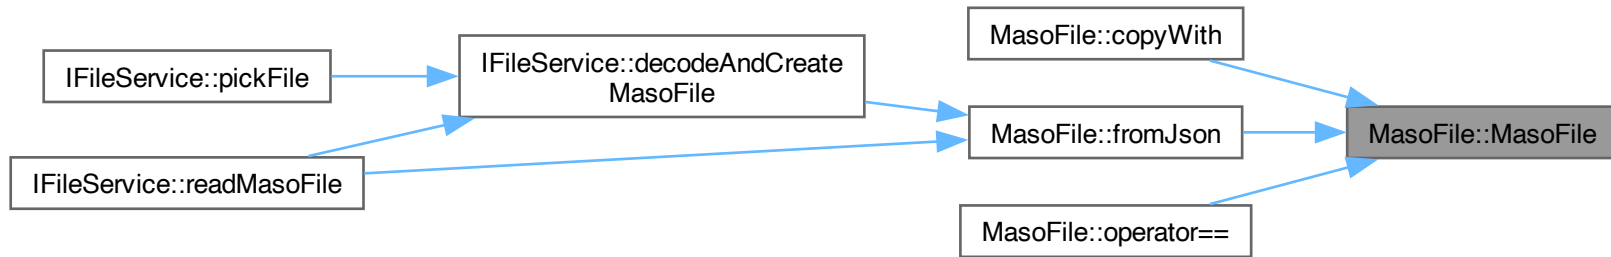 MasoFile::copyWith
IFileService::decodeAndCreate
MasoFile
IFileService::pickFile
MasoFile::fromJson
MasoFile::MasoFile
IFileService::readMasoFile
MasoFile::operator==